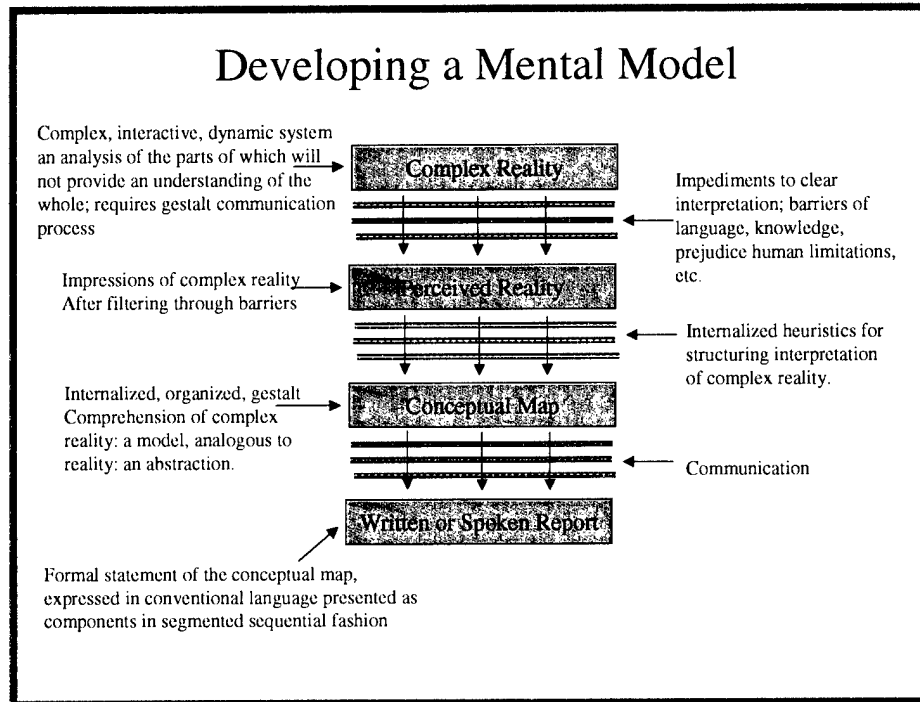 Developing a Mental Model
Complex, interactive, dynamic system
an analysis of the parts of which will
not provide an understanding of the
whole; requires gestalt communication
process
Complex Reality
Impediments to clear
interpretation; barriers of
language, knowledge,
prejudice human limitations,
etc.
Impressions of complex reality
After filtering through barriers
Perceived Reality
Internalized heuristics for
structuring interpretation
of complex reality.
Internalized, organized, gestalt
Comprehension of complex
reality: a model, analogous to
reality: an abstraction.
Conceptual Map
Communication
Written or Spoken Report
Formal statement of the conceptual map,
expressed in conventional language presented as
components in segmented sequential fashion